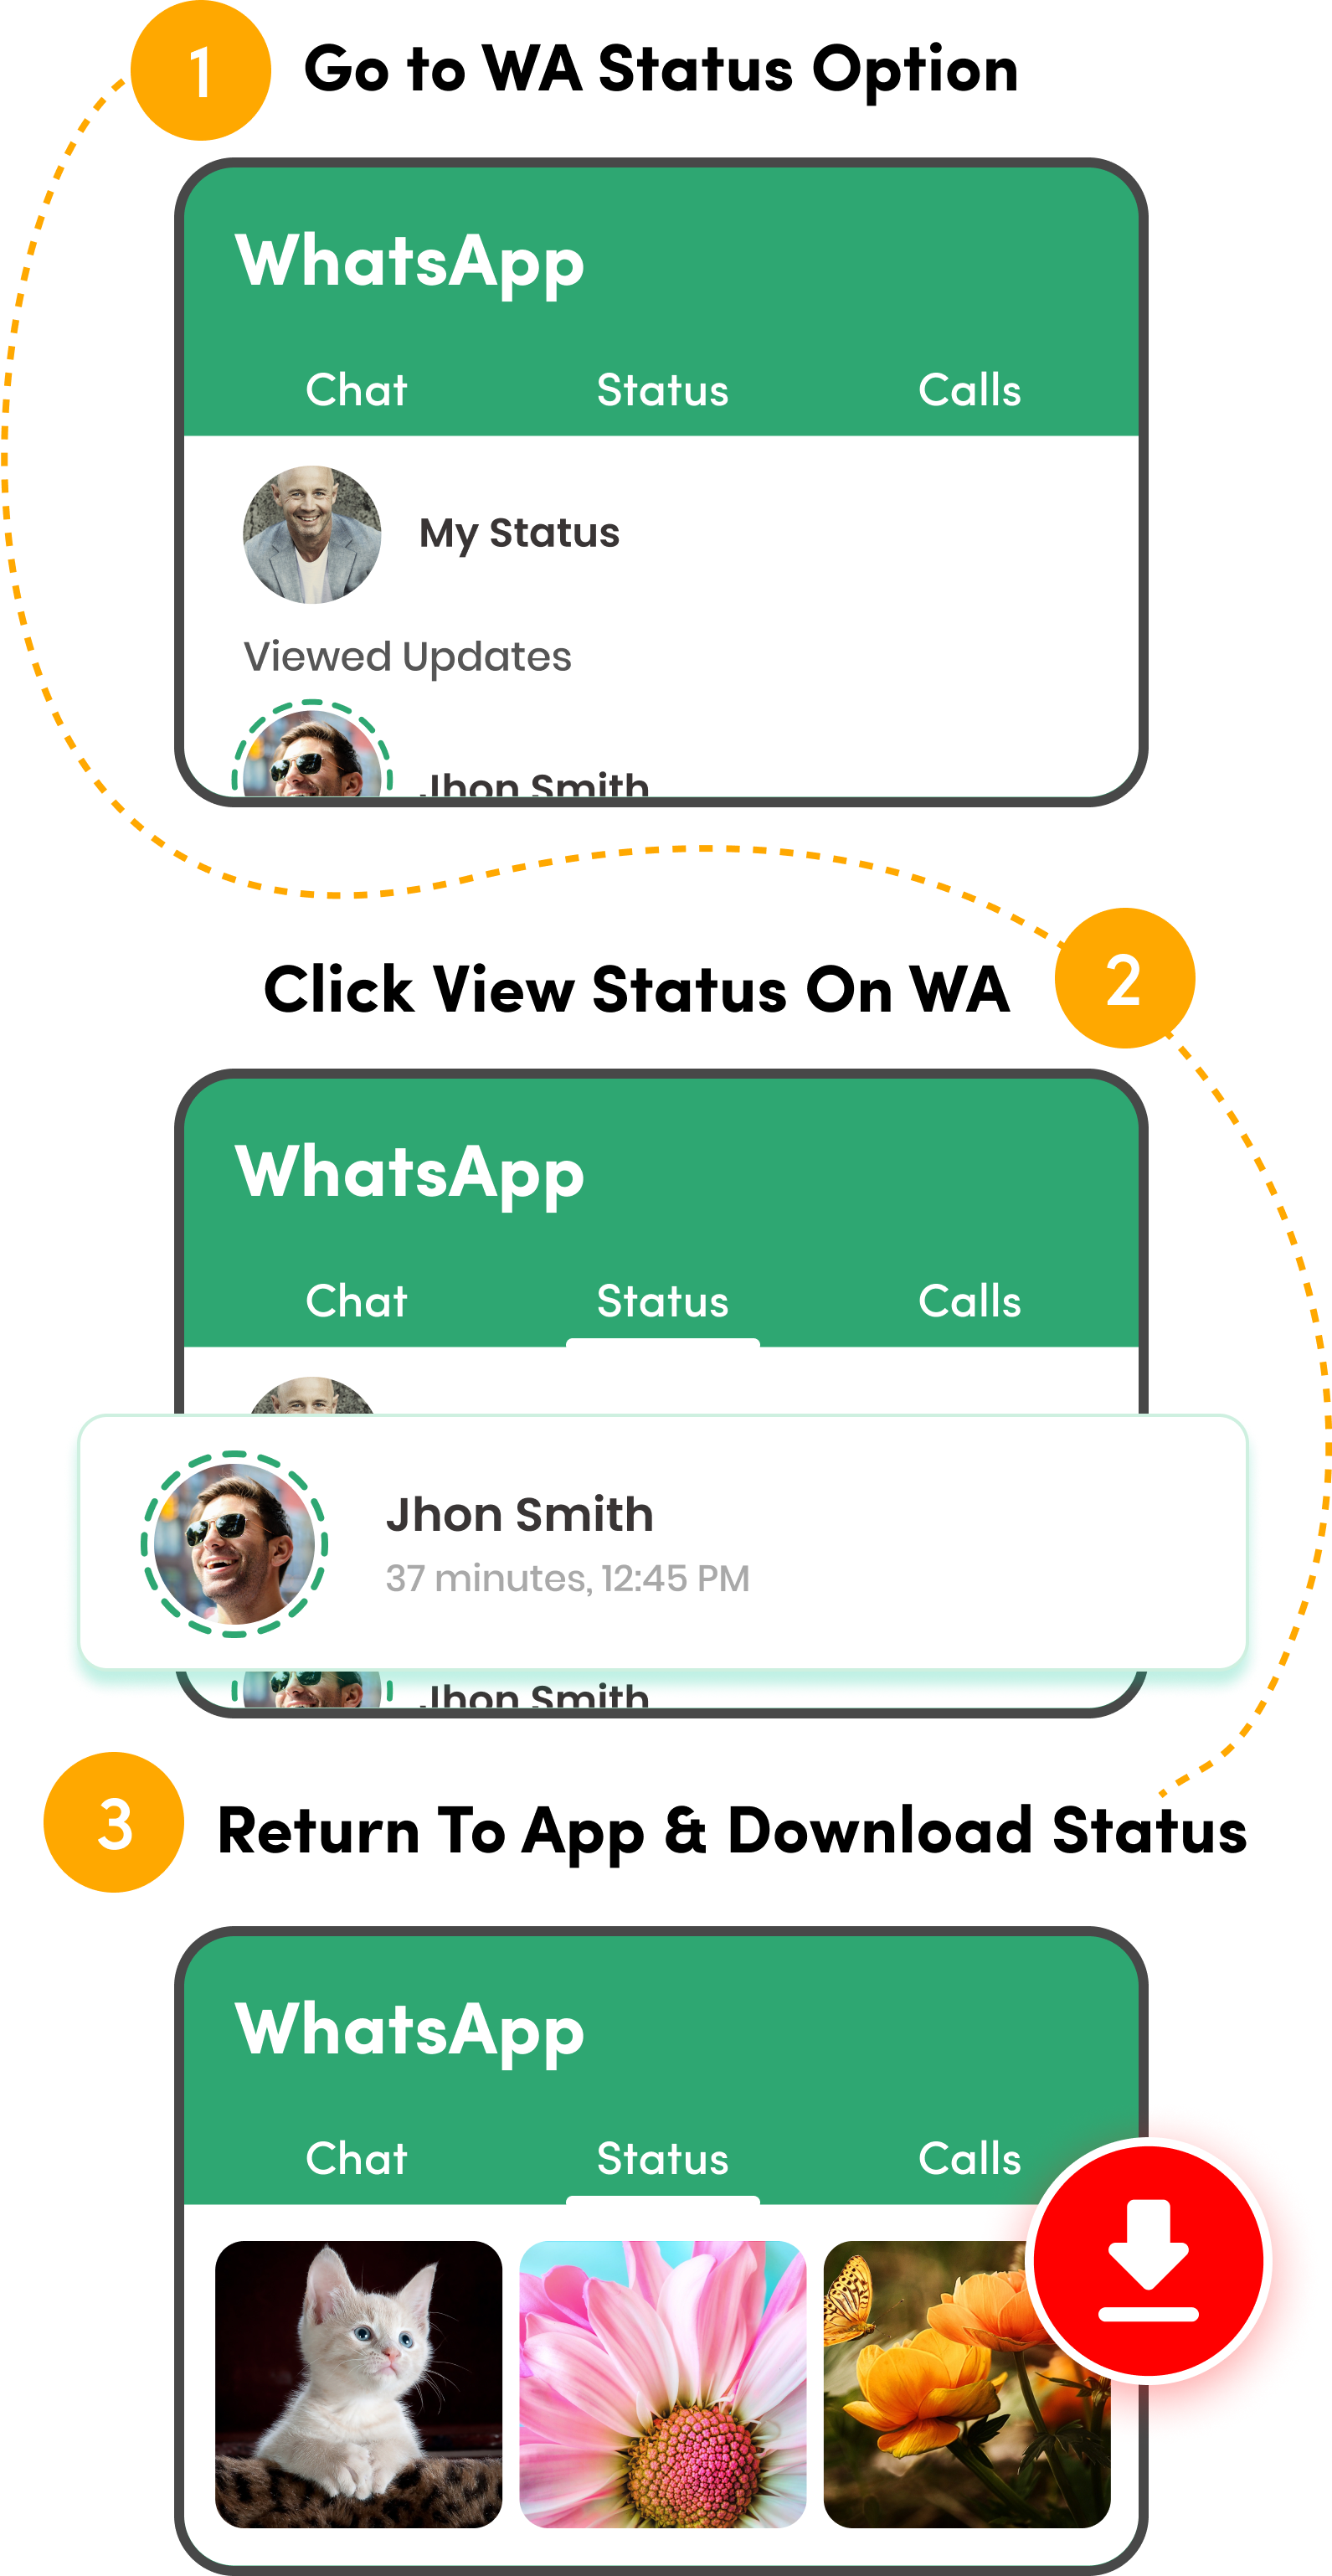 1
Go to WA Status Option
WhatsApp
Chat Status Calls
My Status
Viewed Updates
Jhon Smith
Click View Status On WA
2
WhatsApp
Chat Status Calls
Jhon Smith
37 minutes, 12:45 PM
Jhon Smith
3
Return To App & Download Status
WhatsApp
Chat Status Calls